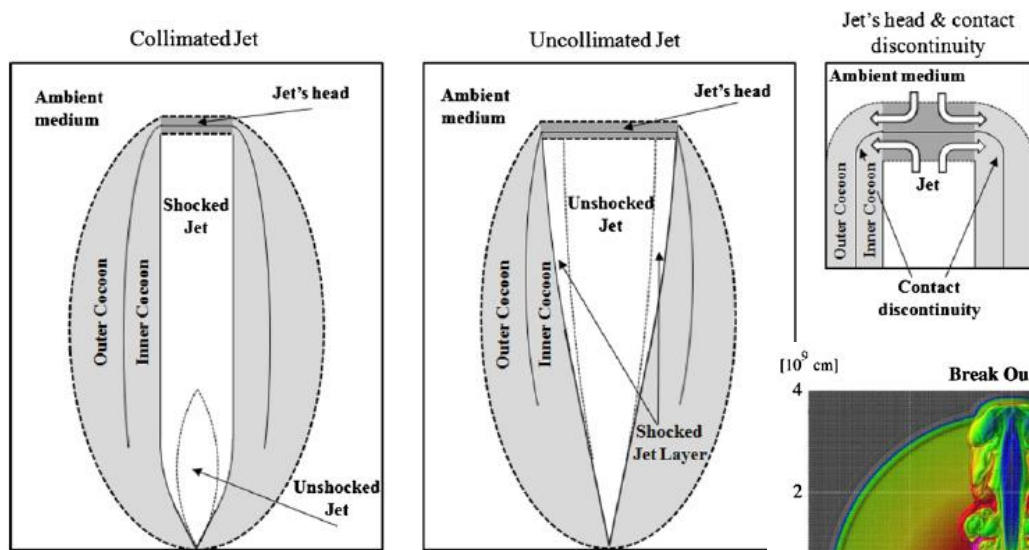 Collimated Jet
Ambient
medium
Jet's head
Shocked
Jet
Outer Cocoon
Inner Cocoon
Unshocked
Jet
Uncollimated Jet
Ambient
medium
Jet's head
Unshocked
Jet
Outer Cocoon
Inner Cocoon
Shocked
Jet Layer
Jet's head & contact
discontinuity
Ambient medium
Jet
Outer Cocoon
Inner Cocoon
Contact
discontinuity
[10⁹ cm]
Break Ou
4
2